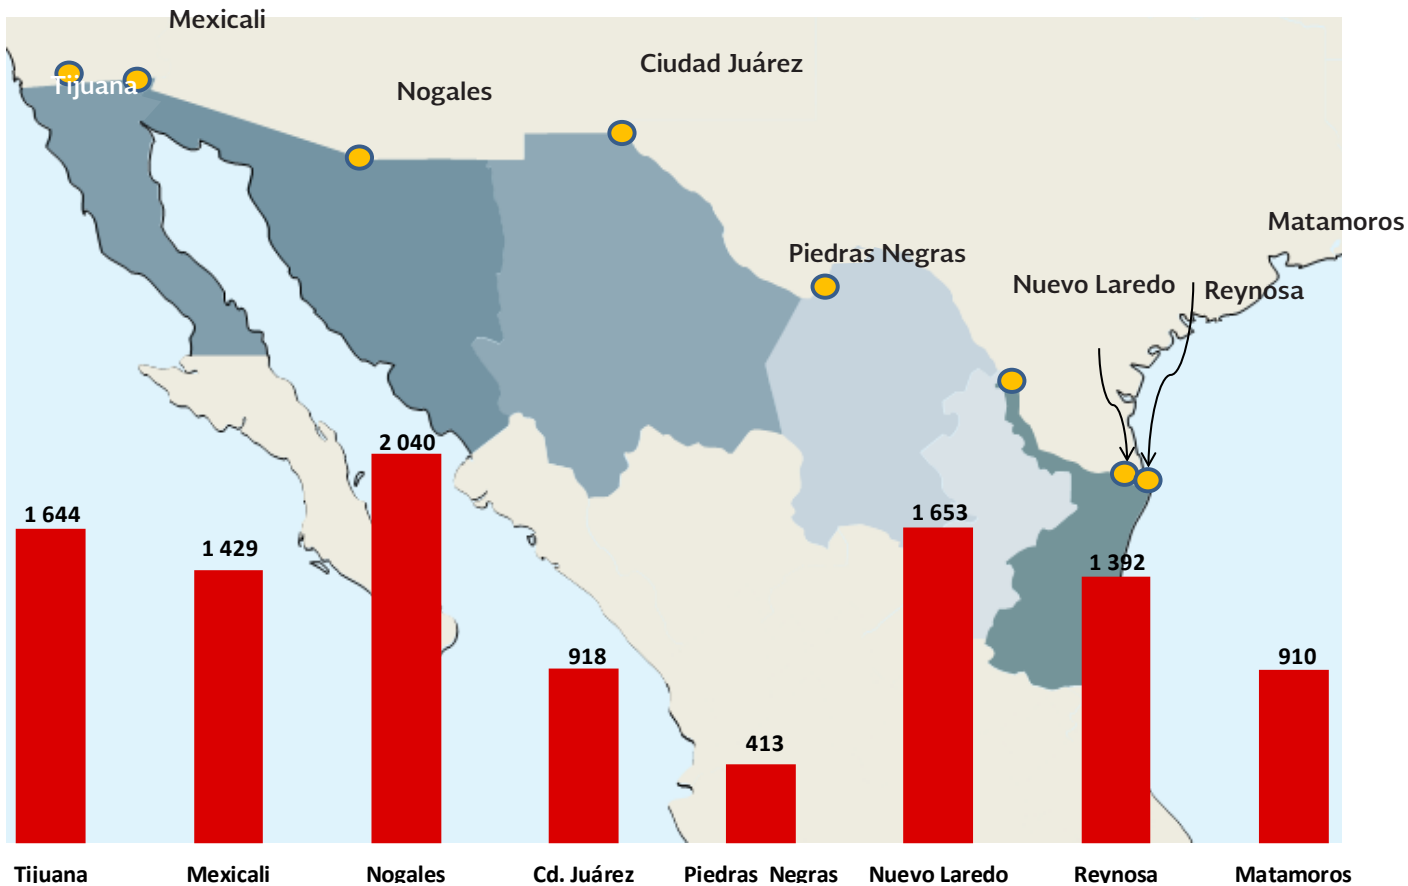 Mexicali
Ciudad Juárez
Tijuana
Nogales
Matamoros
Piedras Negras
Nuevo Laredo
Reynosa
2 040
1 644
1 653
1 429
1 392
918
910
413
Tijuana Mexicali Nogales Cd. Juárez Piedras Negras Nuevo Laredo Reynosa Matamoros